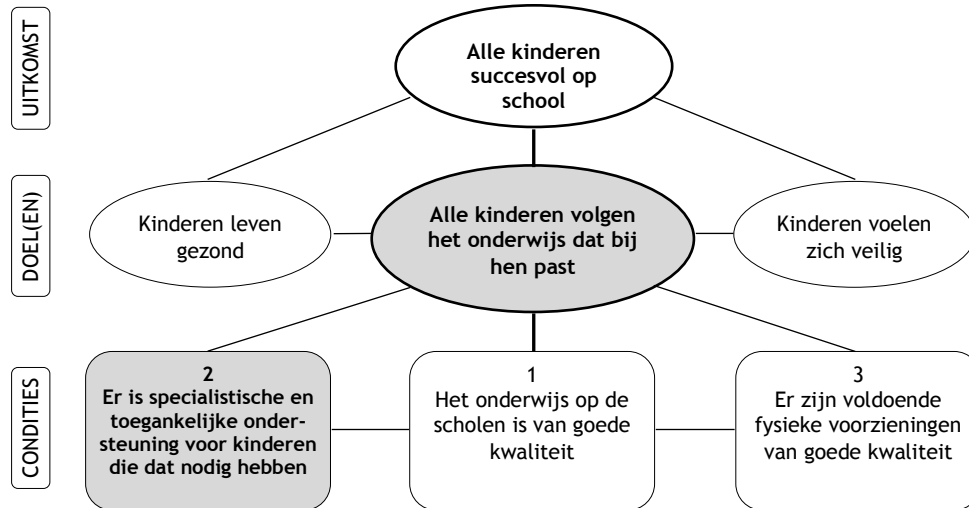 UITKOMST
Alle kinderen
succesvol op
school
DOEL(EN)
Kinderen leven
gezond
Alle kinderen volgen
het onderwijs dat bij
hen past
Kinderen voelen
zich veilig
CONDITIES
2
Er is specialistische en
toegankelijke onder-
steuning voor kinderen
die dat nodig hebben
1
Het onderwijs op de
scholen is van goede
kwaliteit
3
Er zijn voldoende
fysieke voorzieningen
van goede kwaliteit